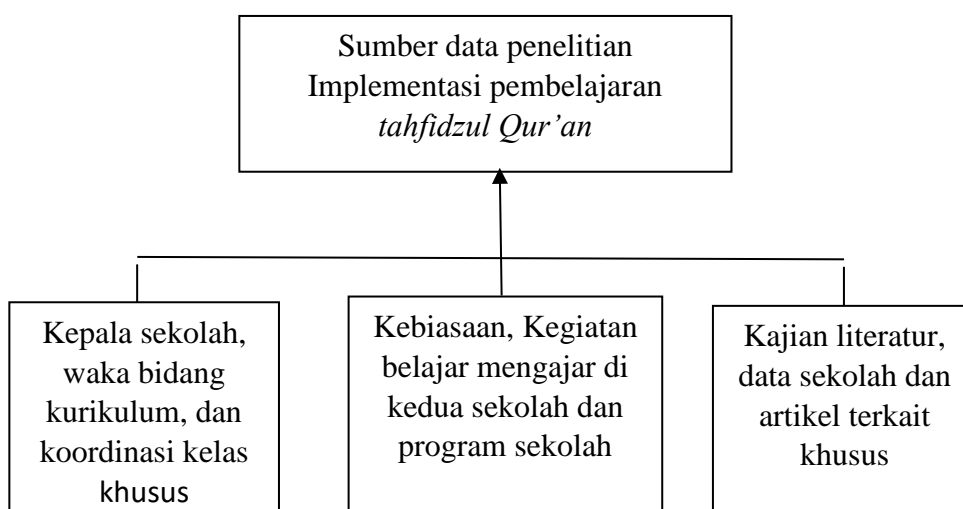 Sumber data penelitian
Implementasi pembelajaran
tahfidzul Qur’an
Kepala sekolah,
waka bidang
kurikulum, dan
koordinasi kelas
khusus
Kebiasaan, Kegiatan
belajar mengajar di
kedua sekolah dan
program sekolah
Kajian literatur,
data sekolah dan
artikel terkait
khusus